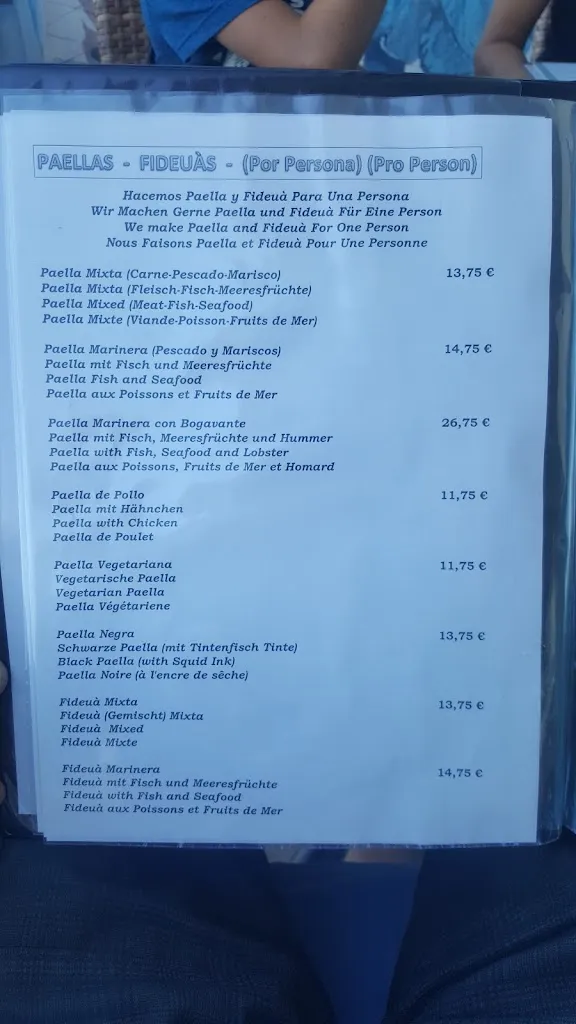 PAELLAS - FIDEUÀS - (Por Persona) (Pro Person)
Hacemos Paella y Fideuà Para Una Persona
Wir Machen Gerne Paella und Fideuà Für Eine Person
We make Paella and Fideuà For One Person
Nous Faisons Paella et Fideuà Pour Une Personne
Paella Mixta (Carne-Pescado-Marisco) 13,75 €
Paella Mixta (Fleisch-Fisch-Meeresfrüchte)
Paella Mixed (Meat-Fish-Seafood)
Paella Mixte (Viande-Poisson-Fruits de Mer)
Paella Marinera (Pescado y Mariscos) 14,75 €
Paella mit Fisch und Meeresfrüchte
Paella Fish and Seafood
Paella aux Poissons et Fruits de Mer
Paella Marinera con Bogavante 26,75 €
Paella mit Fisch, Meeresfrüchte und Hummer
Paella with Fish, Seafood and Lobster
Paella aux Poissons, Fruits de Mer et Homard
Paella de Pollo 11,75 €
Paella mit Hähnchen
Paella with Chicken
Paella de Poulet
Paella Vegetariana 11,75 €
Vegetarische Paella
Vegetarian Paella
Paella Végétariene
Paella Negra 13,75 €
Schwarze Paella (mit Tintenfisch Tinte)
Black Paella (with Squid Ink)
Paella Noire (à l'encre de sêche)
Fideuà Mixta 13,75 €
Fideuà (Gemischt) Mixta
Fideuà Mixed
Fideuà Mixte
Fideuà Marinera 14,75 €
Fideuà mit Fisch und Meeresfrüchte
Fideuà with Fish and Seafood
Fideuà aux Poissons et Fruits de Mer